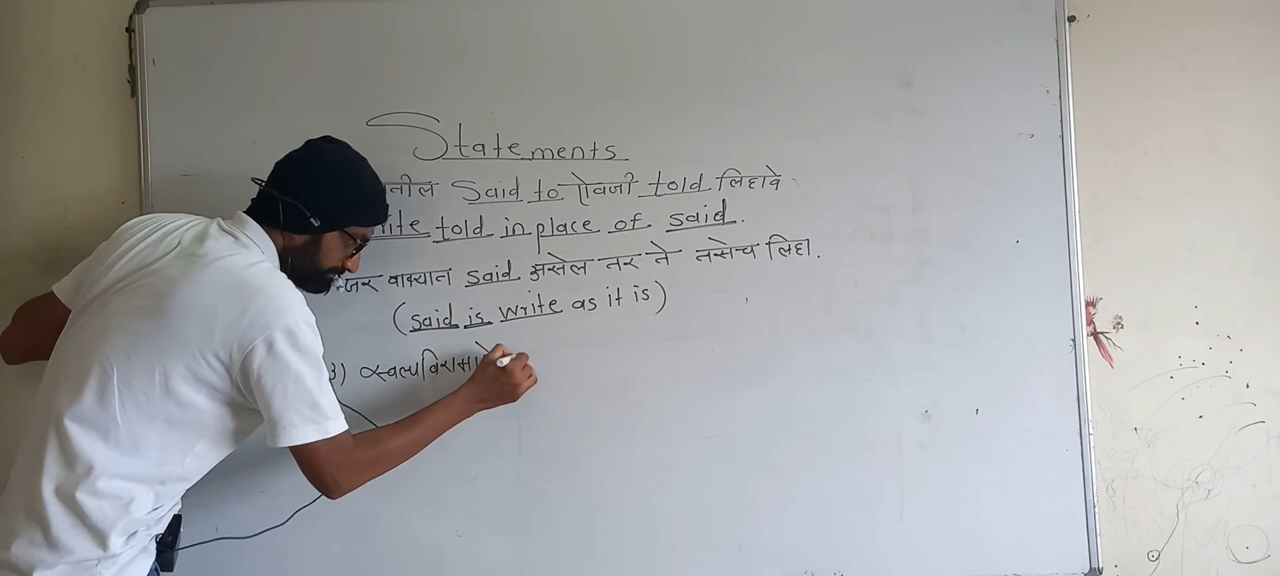 Statements
तील Said to ऐवजी told लिहावे
told in place of said.
जर वाक्यात said असेल तर ते तसेच लिहा.
(said is write as it is)
3) स्वल्पविरामा